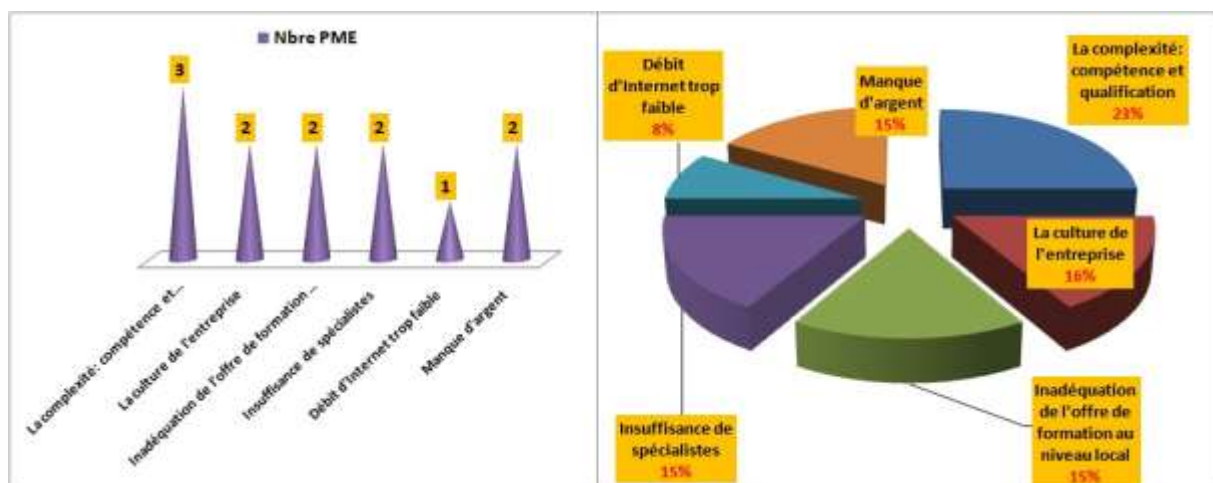 Nbre PME
3
2
2
2
1
2
La complexité: compétence et...
La culture de l'entreprise
Inadéquation de l'offre de formation ...
Insuffisance de spécialistes
Débit d'Internet trop faible
Manque d'argent
Débit
d'Internet trop
faible
8%
Manque
d'argent
15%
La complexité:
compétence et
qualification
23%
La culture de
l'entreprise
16%
Insuffisance de
spécialistes
15%
Inadéquation
de l'offre de
formation au
niveau local
15%